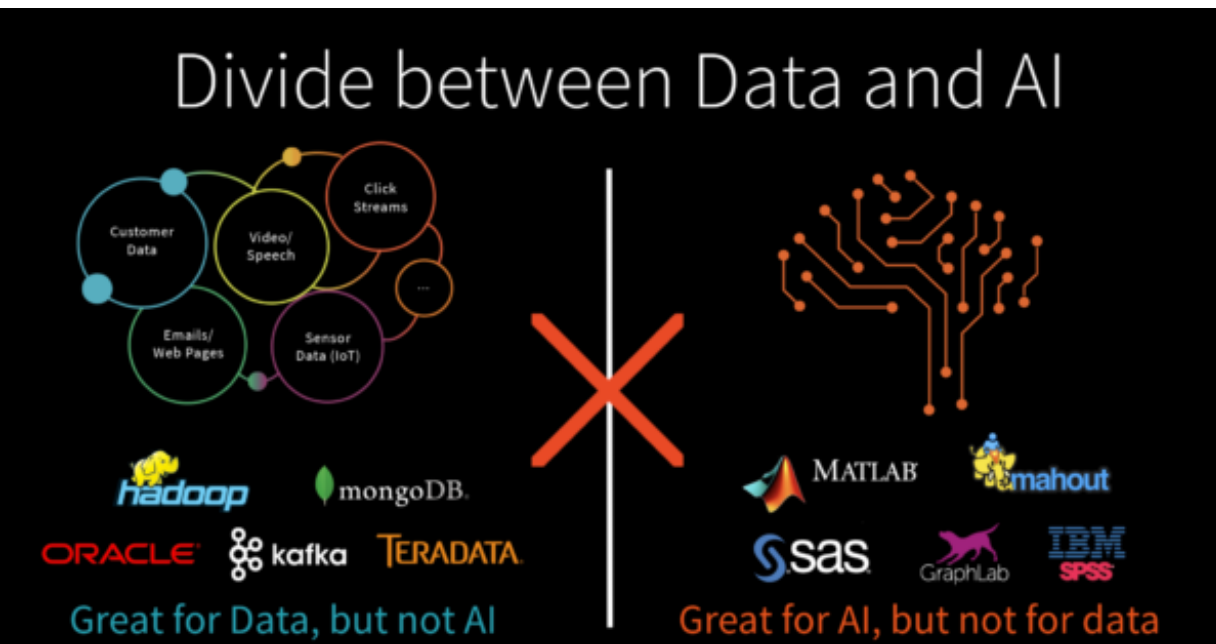 Divide between Data and AI
Click
Streams
Customer
Data
Video/
Speech
...
Emails/
Web Pages
Sensor
Data (IoT)
hadoop
mongoDB.
ORACLE
kafka
TERADATA.
Great for Data, but not AI
MATLAB
mahout
sas
GraphLab
IBM
SPSS
Great for AI, but not for data